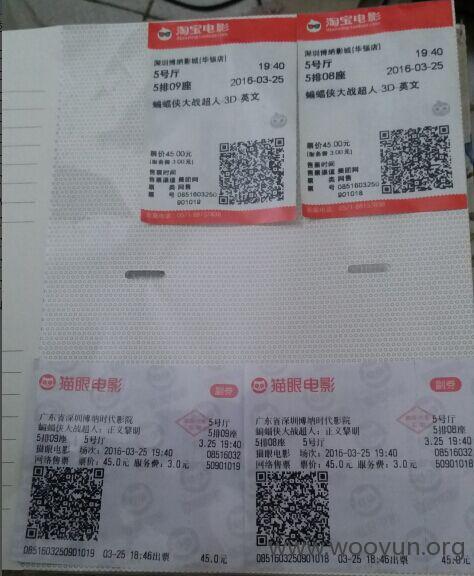 淘宝电影
深圳博纳影城(华强店)
5号厅 19:40
5排09座 2016-03-25
蝙蝠侠大战超人 3D 英文
票价45.00元
(服务费 3.00元)
售票时间
售票渠道 美团网
票 类 网售
票 号 0851603250
901019
淘宝电影
深圳博纳影城(华强店)
5号厅 19:40
5排08座 2016-03-25
蝙蝠侠大战超人 3D 英文
票价45.00元
(服务费 3.00元)
售票时间
售票渠道 美团网
票 类 网售
票 号 0851603250
901018
猫眼电影 副券
广东省深圳博纳时代影院 5号厅
蝙蝠侠大战超人：正义黎明 5排09座
5排09座 5号厅 3.25 19:40
猫眼电影 场次：2016-03-25 19:40 08516032
网络售票 票价：45.0元 服务费：3.0元 50901019
0851603250901019 03-25 18:46出票 45.0元
猫眼电影 副券
广东省深圳博纳时代影院 5号厅
蝙蝠侠大战超人：正义黎明 5排08座
5排08座 5号厅 3.25 19:40
猫眼电影 场次：2016-03-25 19:40 08516032
网络售票 票价：45.0元 服务费：3.0元 50901018
0851603250901018 03-25 18:46出票 45.0元
www.wooyun.org